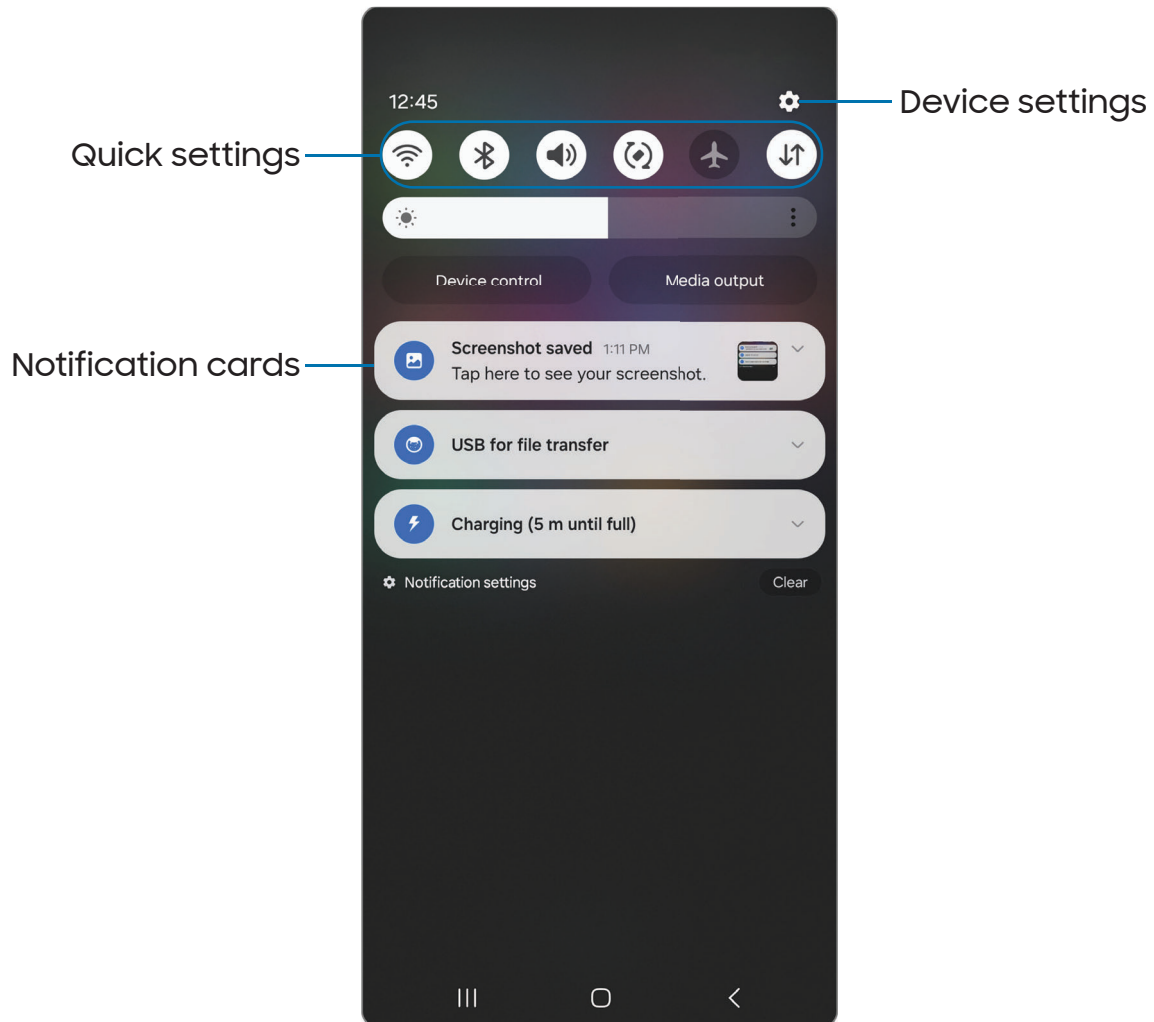 12:45
Device settings
Quick settings
Device control
Media output
Notification cards
Screenshot saved 1:11 PM
Tap here to see your screenshot.
USB for file transfer
Charging (5 m until full)
Notification settings
Clear